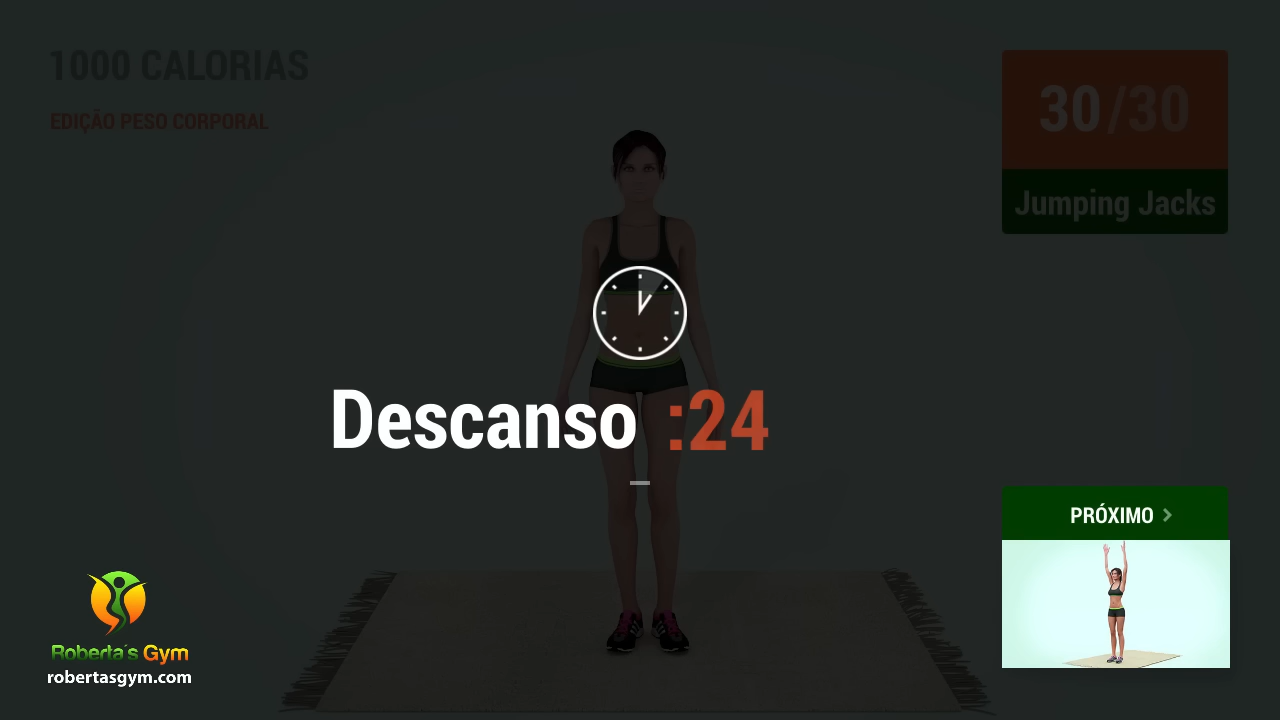 1000 CALORIAS
EDIÇÃO PESO CORPORAL
30/30
Jumping Jacks
Descanso :24
PRÓXIMO
Roberta's Gym
robertasgym.com